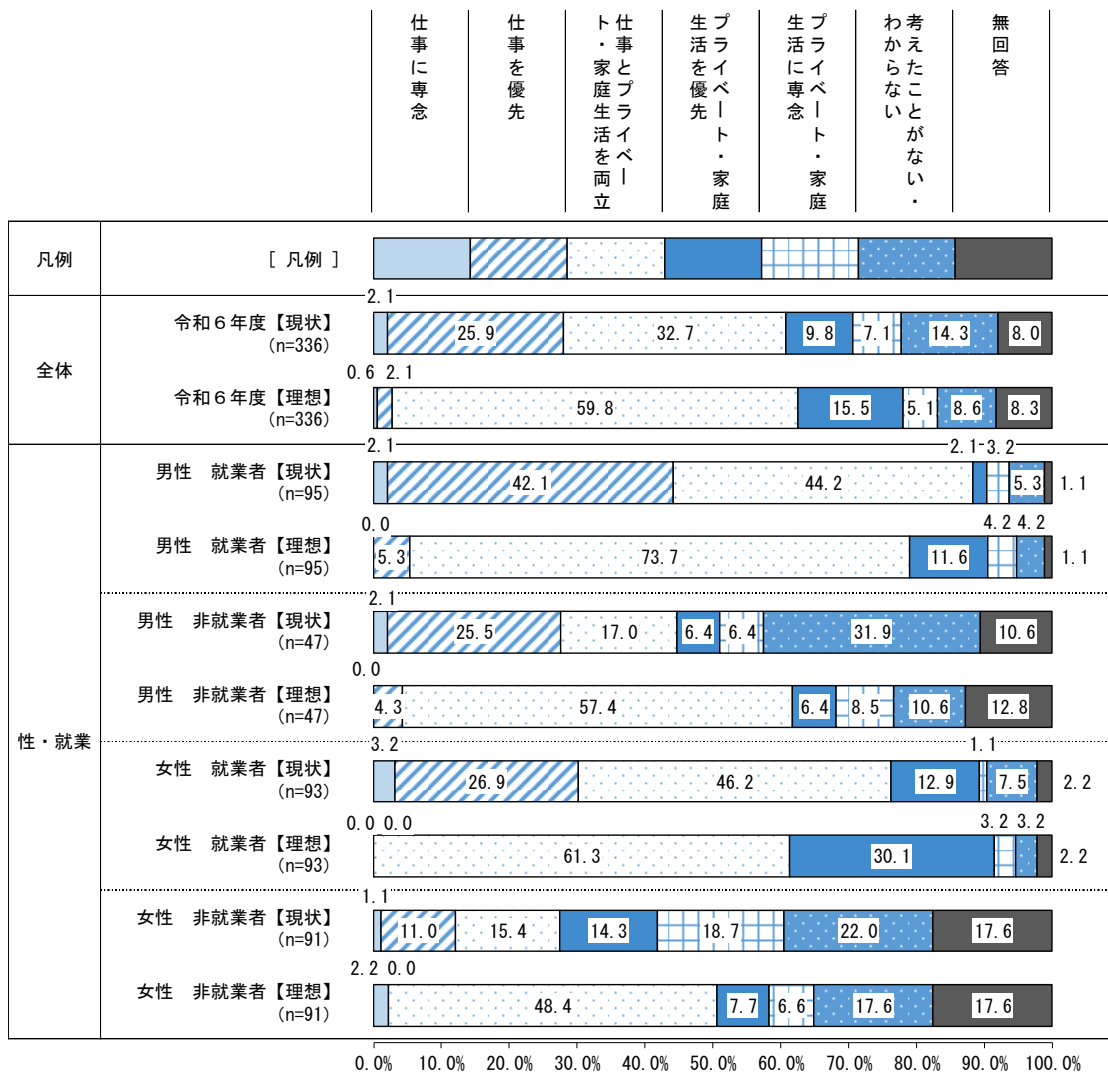 仕事に専念
仕事を優先
仕事とプライベー
ト・家庭生活を両立
プライベート・家庭
生活を優先
プライベート・家庭
生活に専念
考えたことがない・
わからない
無回答
凡例
[ 凡例 ]
全体
2.1
令和6年度【現状】
(n=336)
25.9 32.7 9.8 7.1 14.3 8.0
0.6 2.1
令和6年度【理想】
(n=336)
59.8 15.5 5.1 8.6 8.3
性・就業
2.1 2.1 3.2
男性 就業者【現状】
(n=95)
42.1 44.2 5.3 1.1
0.0 4.2 4.2
男性 就業者【理想】
(n=95)
5.3 73.7 11.6 1.1
2.1
男性 非就業者【現状】
(n=47)
25.5 17.0 6.4 6.4 31.9 10.6
0.0
男性 非就業者【理想】
(n=47)
4.3 57.4 6.4 8.5 10.6 12.8
3.2 1.1
女性 就業者【現状】
(n=93)
26.9 46.2 12.9 7.5 2.2
0.0 0.0 3.2 3.2
女性 就業者【理想】
(n=93)
61.3 30.1 2.2
1.1
女性 非就業者【現状】
(n=91)
11.0 15.4 14.3 18.7 22.0 17.6
2.2 0.0
女性 非就業者【理想】
(n=91)
48.4 7.7 6.6 17.6 17.6
0.0% 10.0% 20.0% 30.0% 40.0% 50.0% 60.0% 70.0% 80.0% 90.0% 100.0%